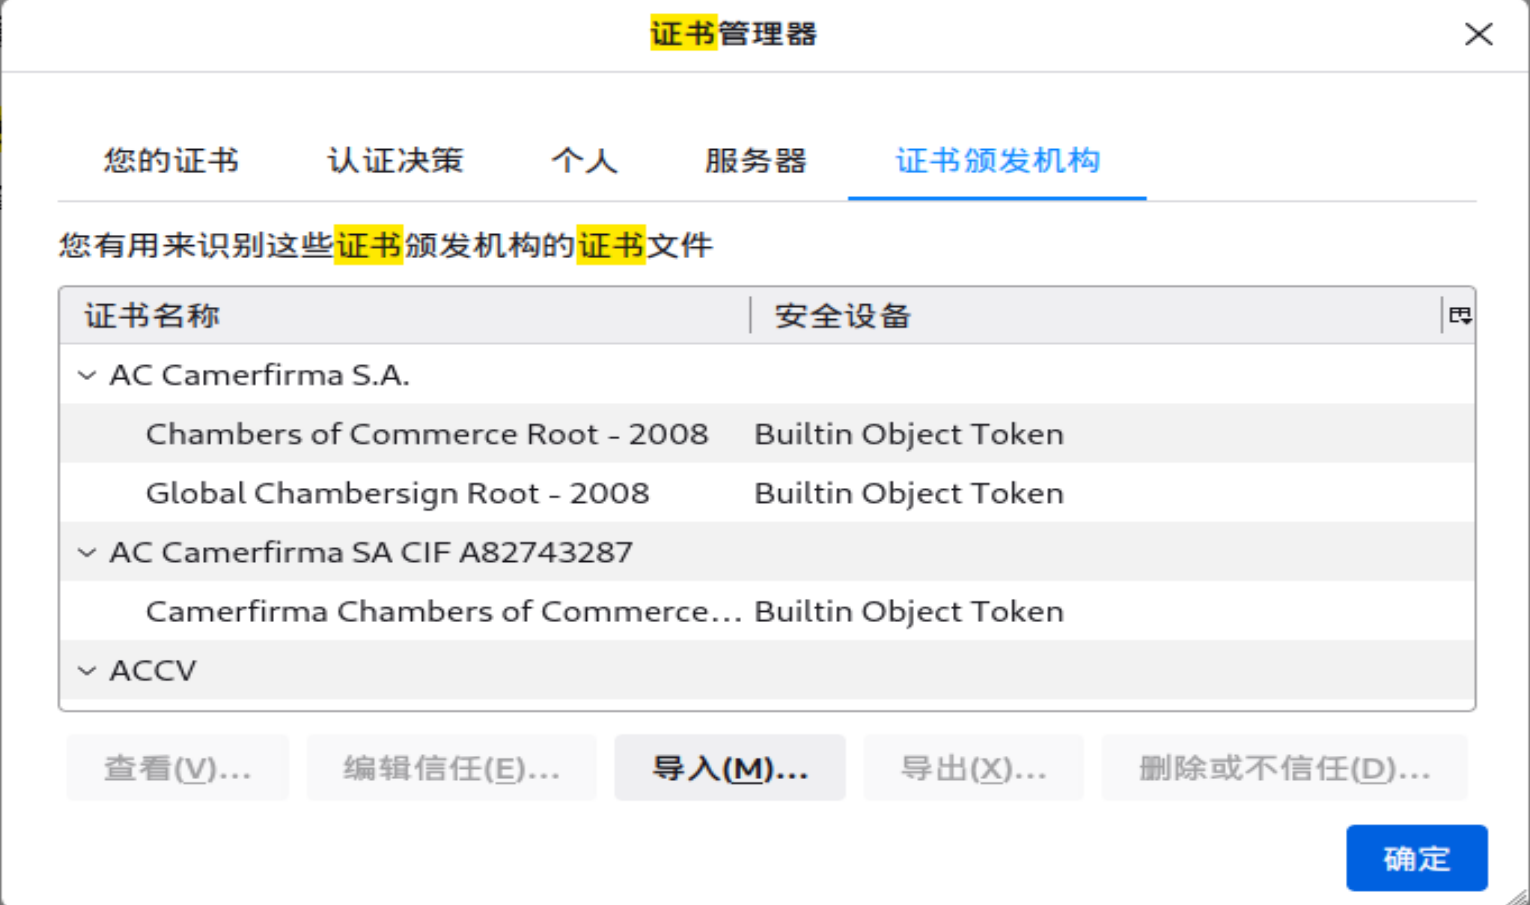 证书管理器
您的证书 认证决策 个人 服务器 证书颁发机构
您有用来识别这些证书颁发机构的证书文件
证书名称 安全设备
AC Camerfirma S.A.
Chambers of Commerce Root - 2008 Builtin Object Token
Global Chambersign Root - 2008 Builtin Object Token
AC Camerfirma SA CIF A82743287
Camerfirma Chambers of Commerce... Builtin Object Token
ACCV
查看(V)... 编辑信任(E)... 导入(M)... 导出(X)... 删除或不信任(D)...
确定